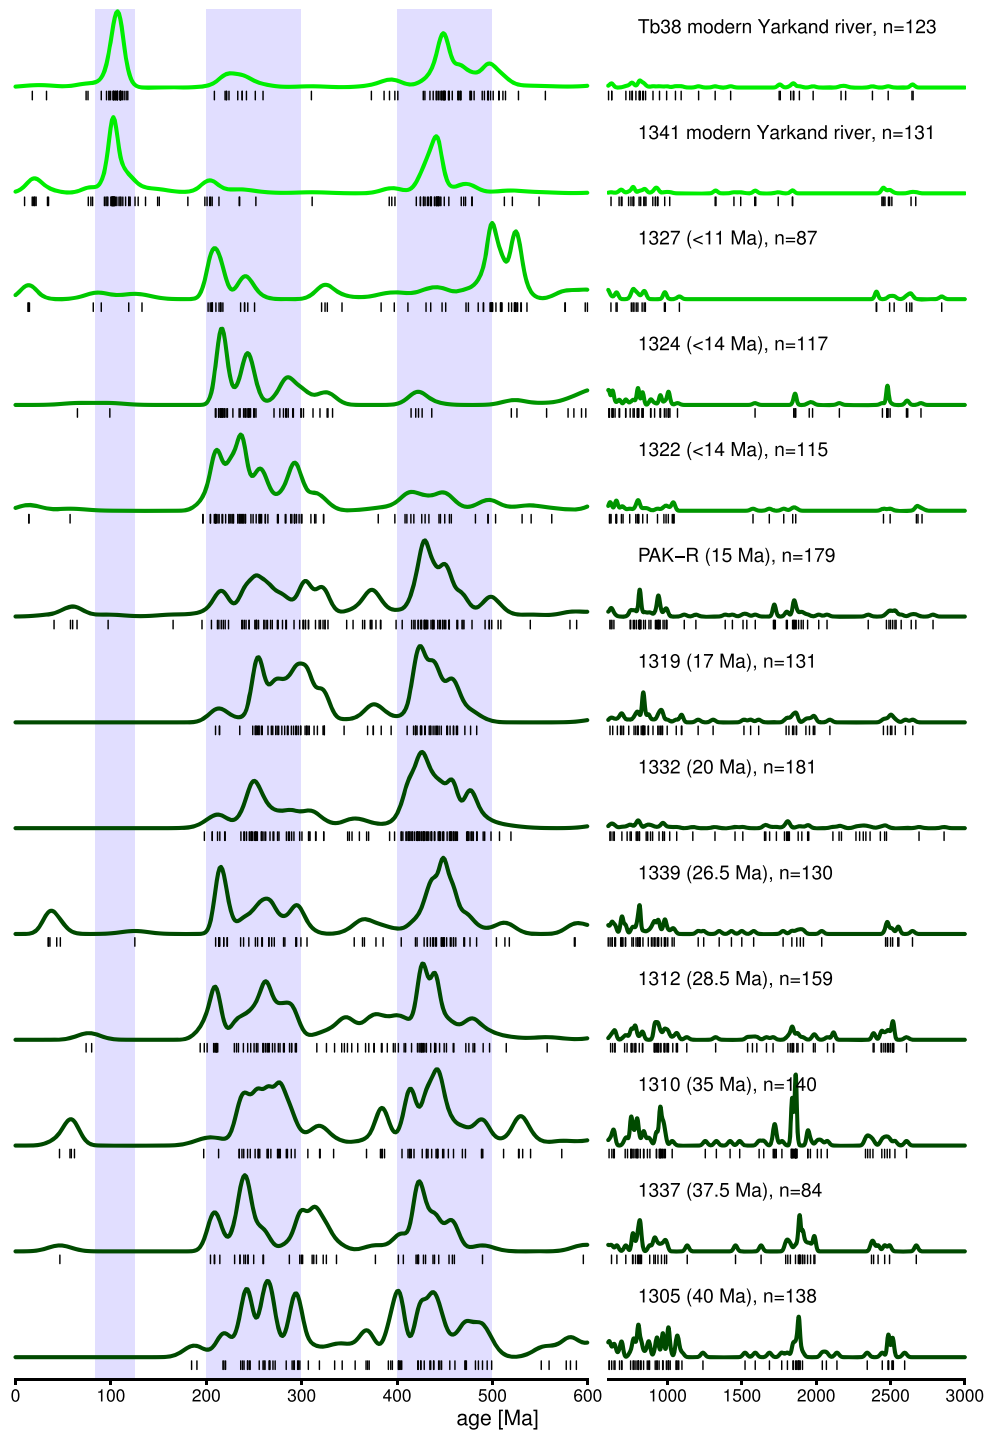 Tb38 modern Yarkand river, n=123
1341 modern Yarkand river, n=131
1327 (<11 Ma), n=87
1324 (<14 Ma), n=117
1322 (<14 Ma), n=115
PAK−R (15 Ma), n=179
1319 (17 Ma), n=131
1332 (20 Ma), n=181
1339 (26.5 Ma), n=130
1312 (28.5 Ma), n=159
1310 (35 Ma), n=140
1337 (37.5 Ma), n=84
1305 (40 Ma), n=138
0 100 200 300 400 500 600 1000 1500 2000 2500 3000
age [Ma]